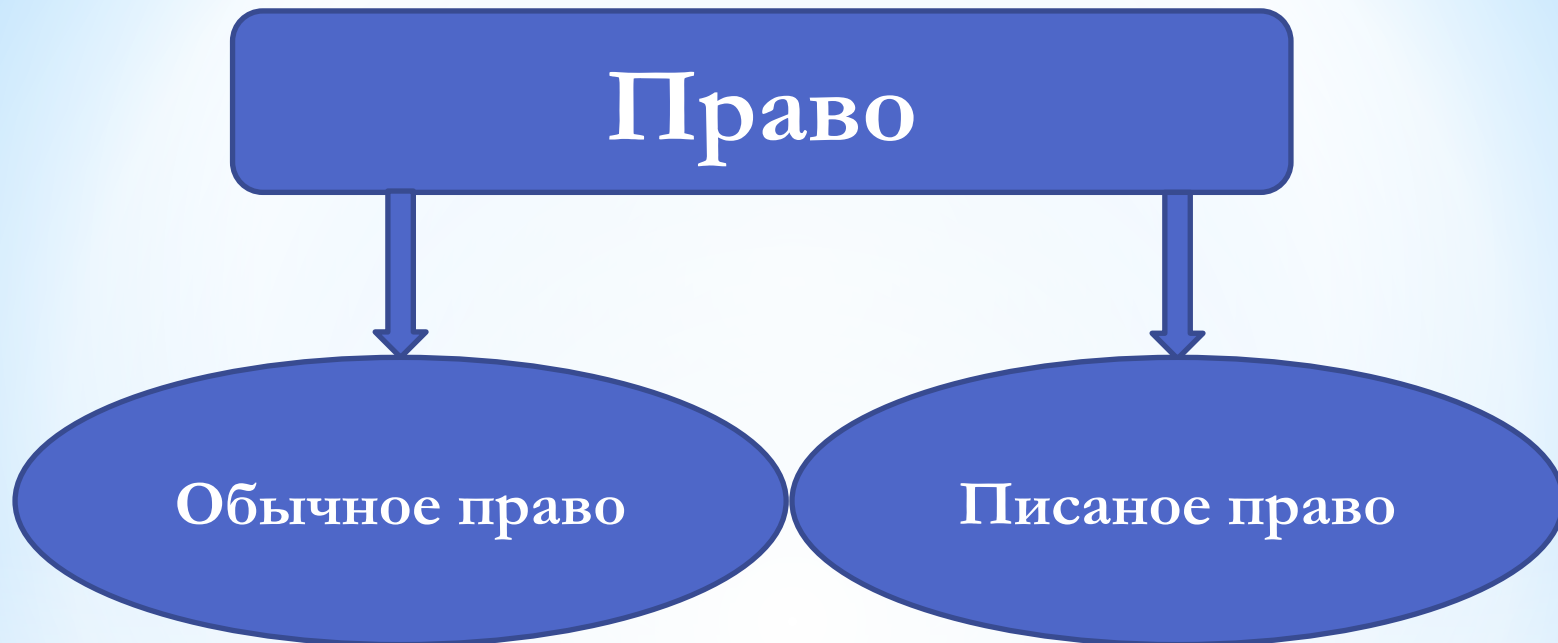 Право
Обычное право
Писаное право